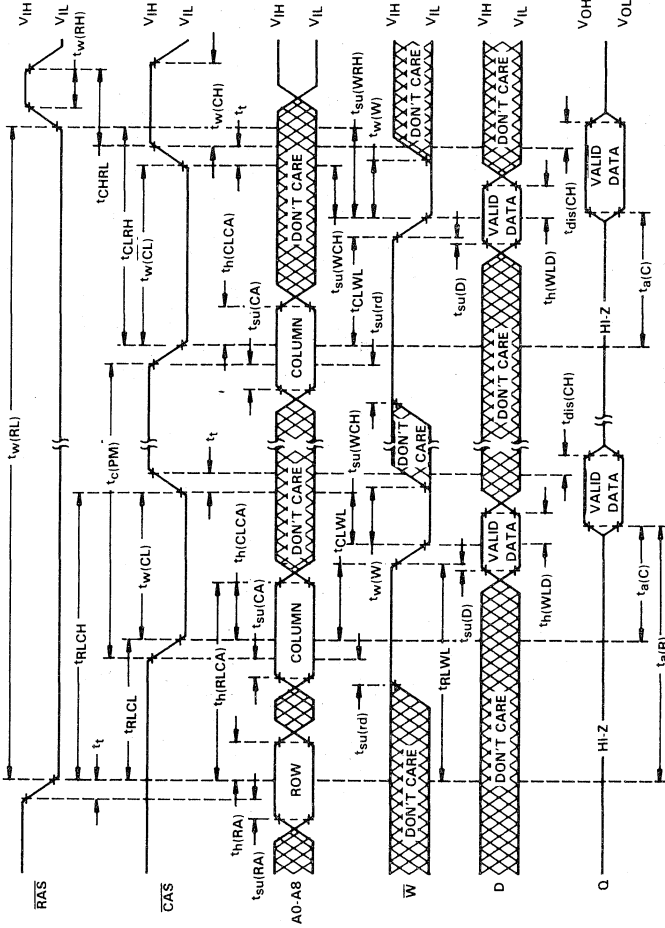 tw(RL)
VIH
VIL
RAS
tt
tRLCH
tCLRH
tCHRL
tw(RH)
tRLCL
tc(PM)
VIH
VIL
CAS
tw(CL)
tw(CL)
tw(CH)
th(RA)
th(RLCA)
th(CLCA)
tt
th(CLCA)
tt
tsu(RA)
tsu(CA)
tsu(CA)
VIH
VIL
A0-A8
ROW
COLUMN
DON'T CARE
COLUMN
DON'T CARE
tsu(rd)
tCLWL
tsu(WCH)
tsu(rd)
tsu(WCH)
tsu(WRH)
tw(W)
tCLWL
tw(W)
VIH
VIL
W
DON'T CARE
DON'T CARE
DON'T CARE
tRLWL
tsu(D)
tsu(D)
VIH
VIL
D
DON'T CARE
VALID DATA
DON'T CARE
VALID DATA
DON'T CARE
th(WLD)
tdis(CH)
th(WLD)
tdis(CH)
VOH
VOL
Q
HI-Z
VALID DATA
HI-Z
VALID DATA
ta(C)
ta(C)
ta(R)